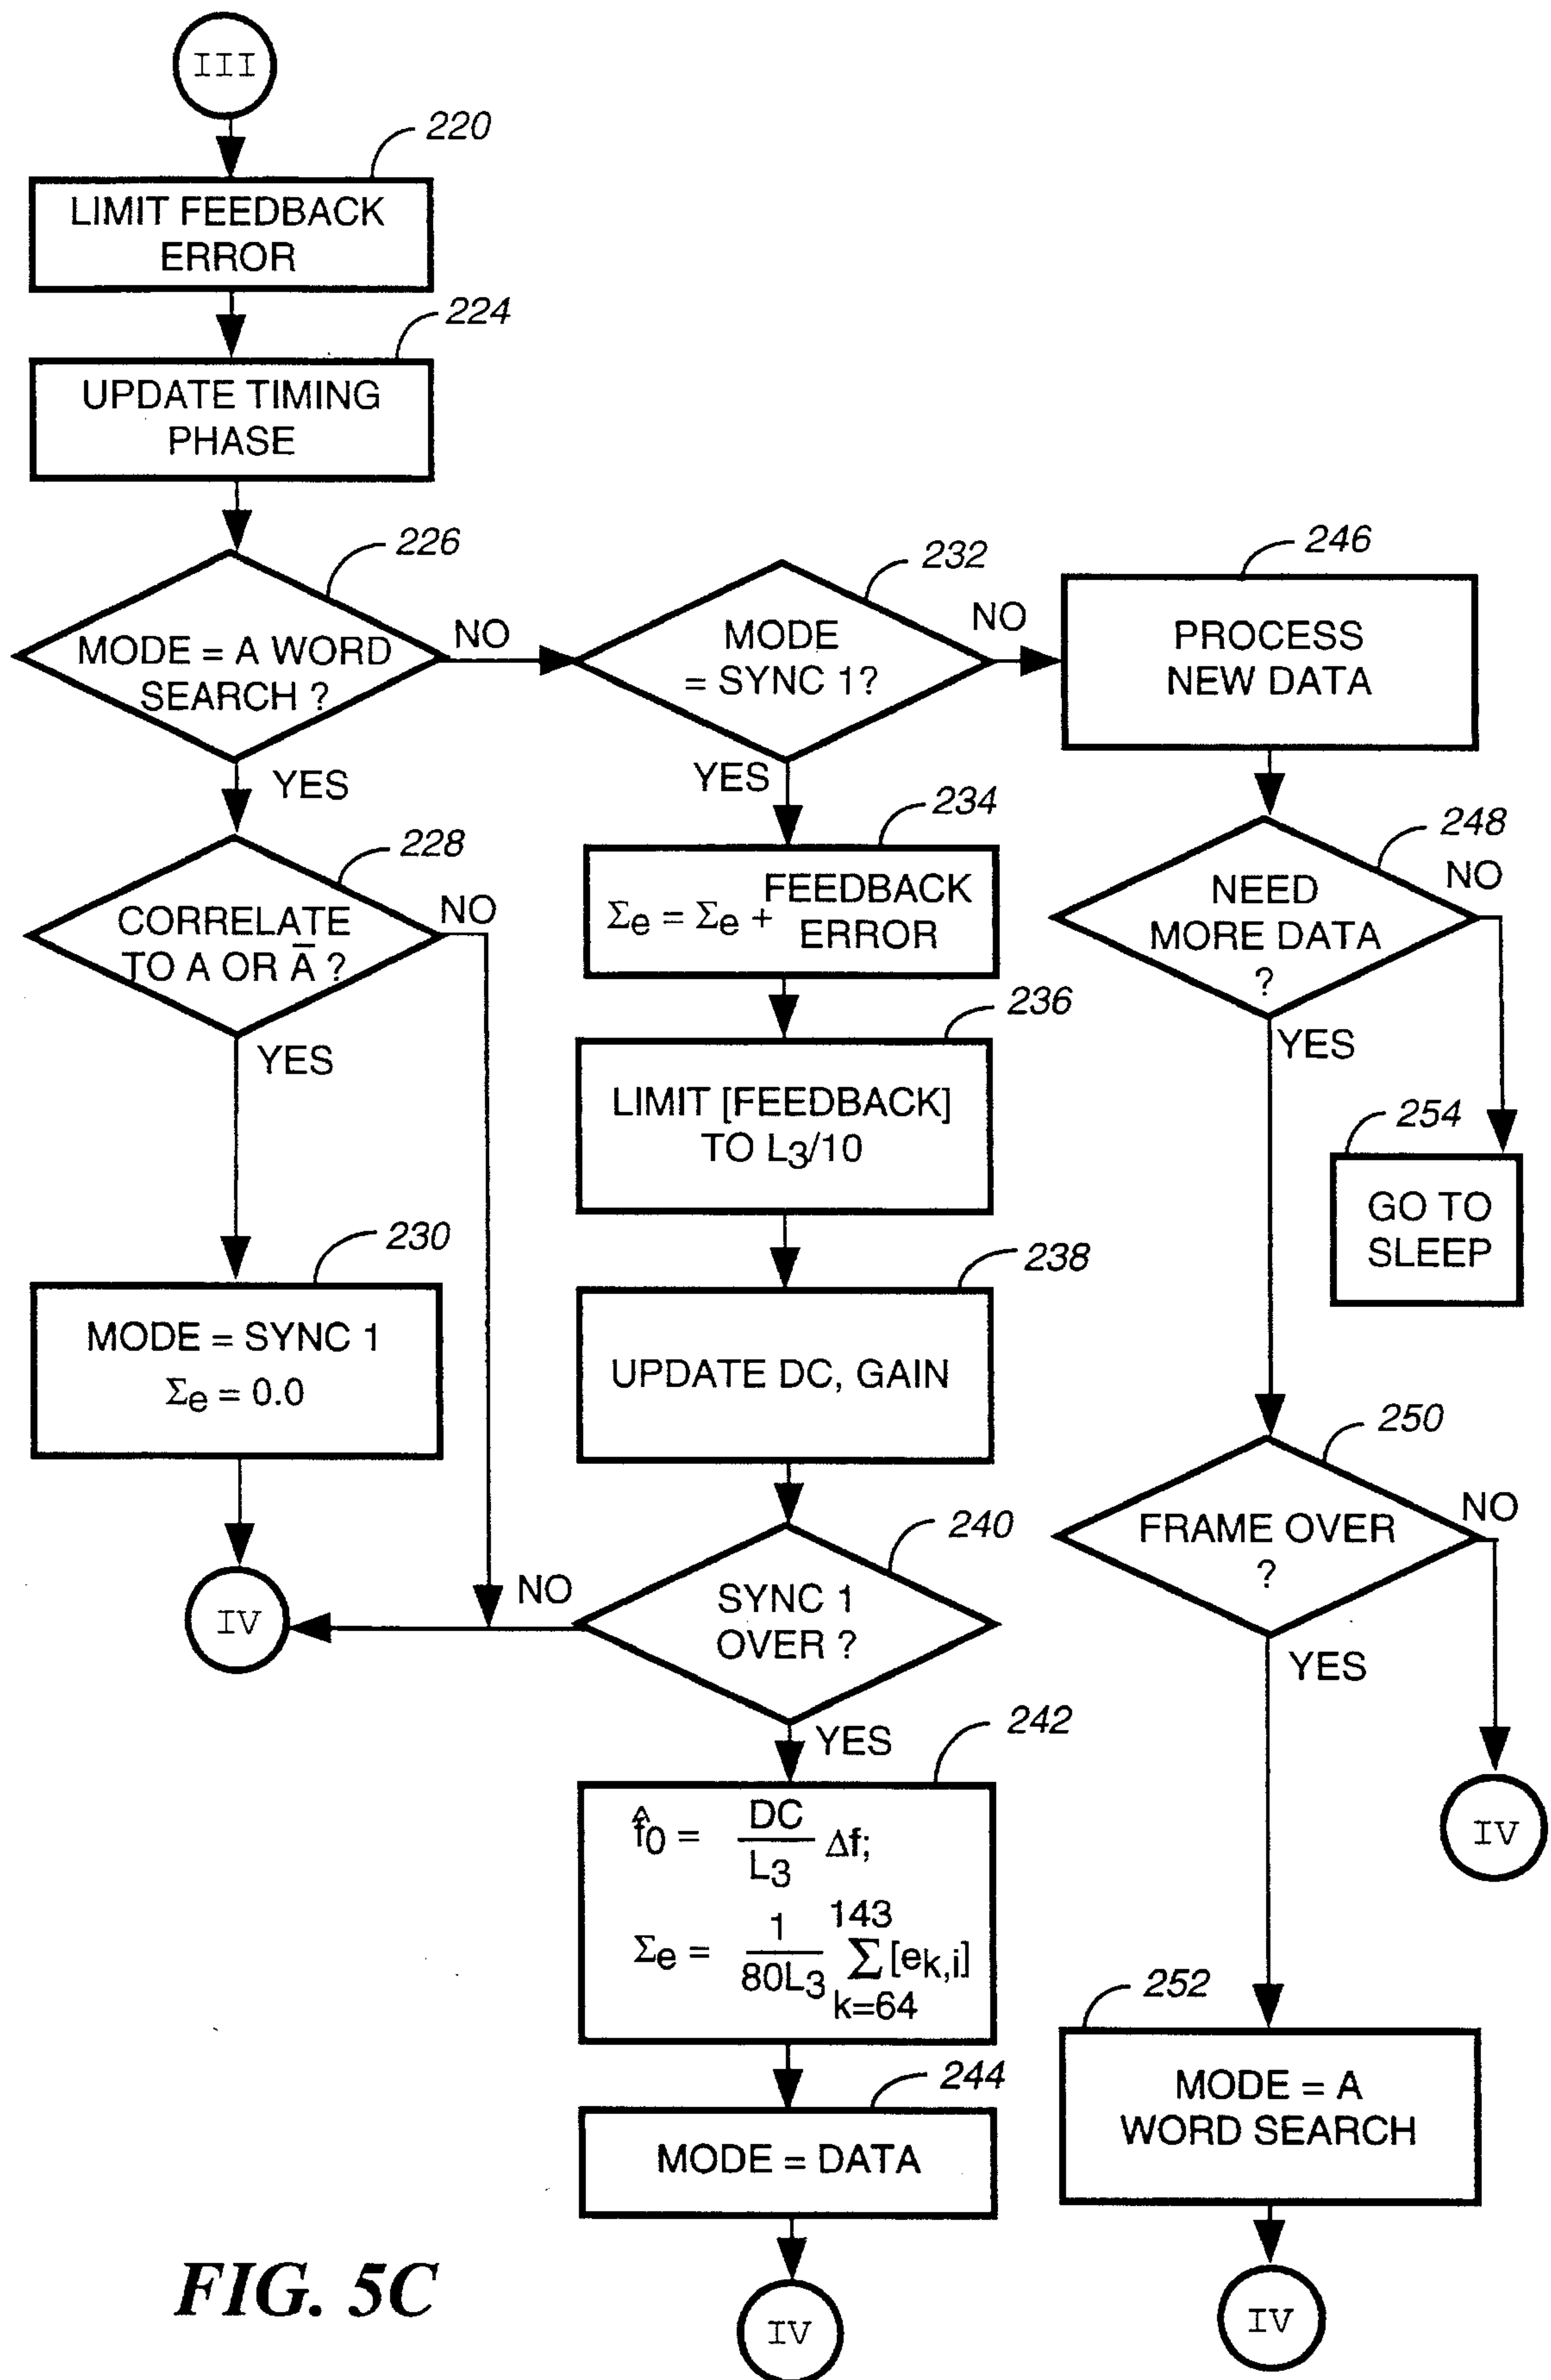 III
220
LIMIT FEEDBACK
ERROR
224
UPDATE TIMING
PHASE
226
MODE = A WORD
SEARCH ?
NO
YES
228
CORRELATE
TO A OR A̅ ?
NO
YES
230
MODE = SYNC 1
Σe = 0.0
IV
232
MODE
= SYNC 1?
NO
YES
234
Σe = Σe + FEEDBACK
ERROR
236
LIMIT [FEEDBACK]
TO L3/10
238
UPDATE DC, GAIN
240
SYNC 1
OVER ?
NO
YES
242
f̂0 = DC/L3 Δf;
Σe = 1/80L3 143 Σ k=64 [ek,i]
244
MODE = DATA
IV
246
PROCESS
NEW DATA
248
NEED
MORE DATA
?
NO
YES
254
GO TO
SLEEP
250
FRAME OVER
?
NO
YES
IV
252
MODE = A
WORD SEARCH
IV
FIG. 5C